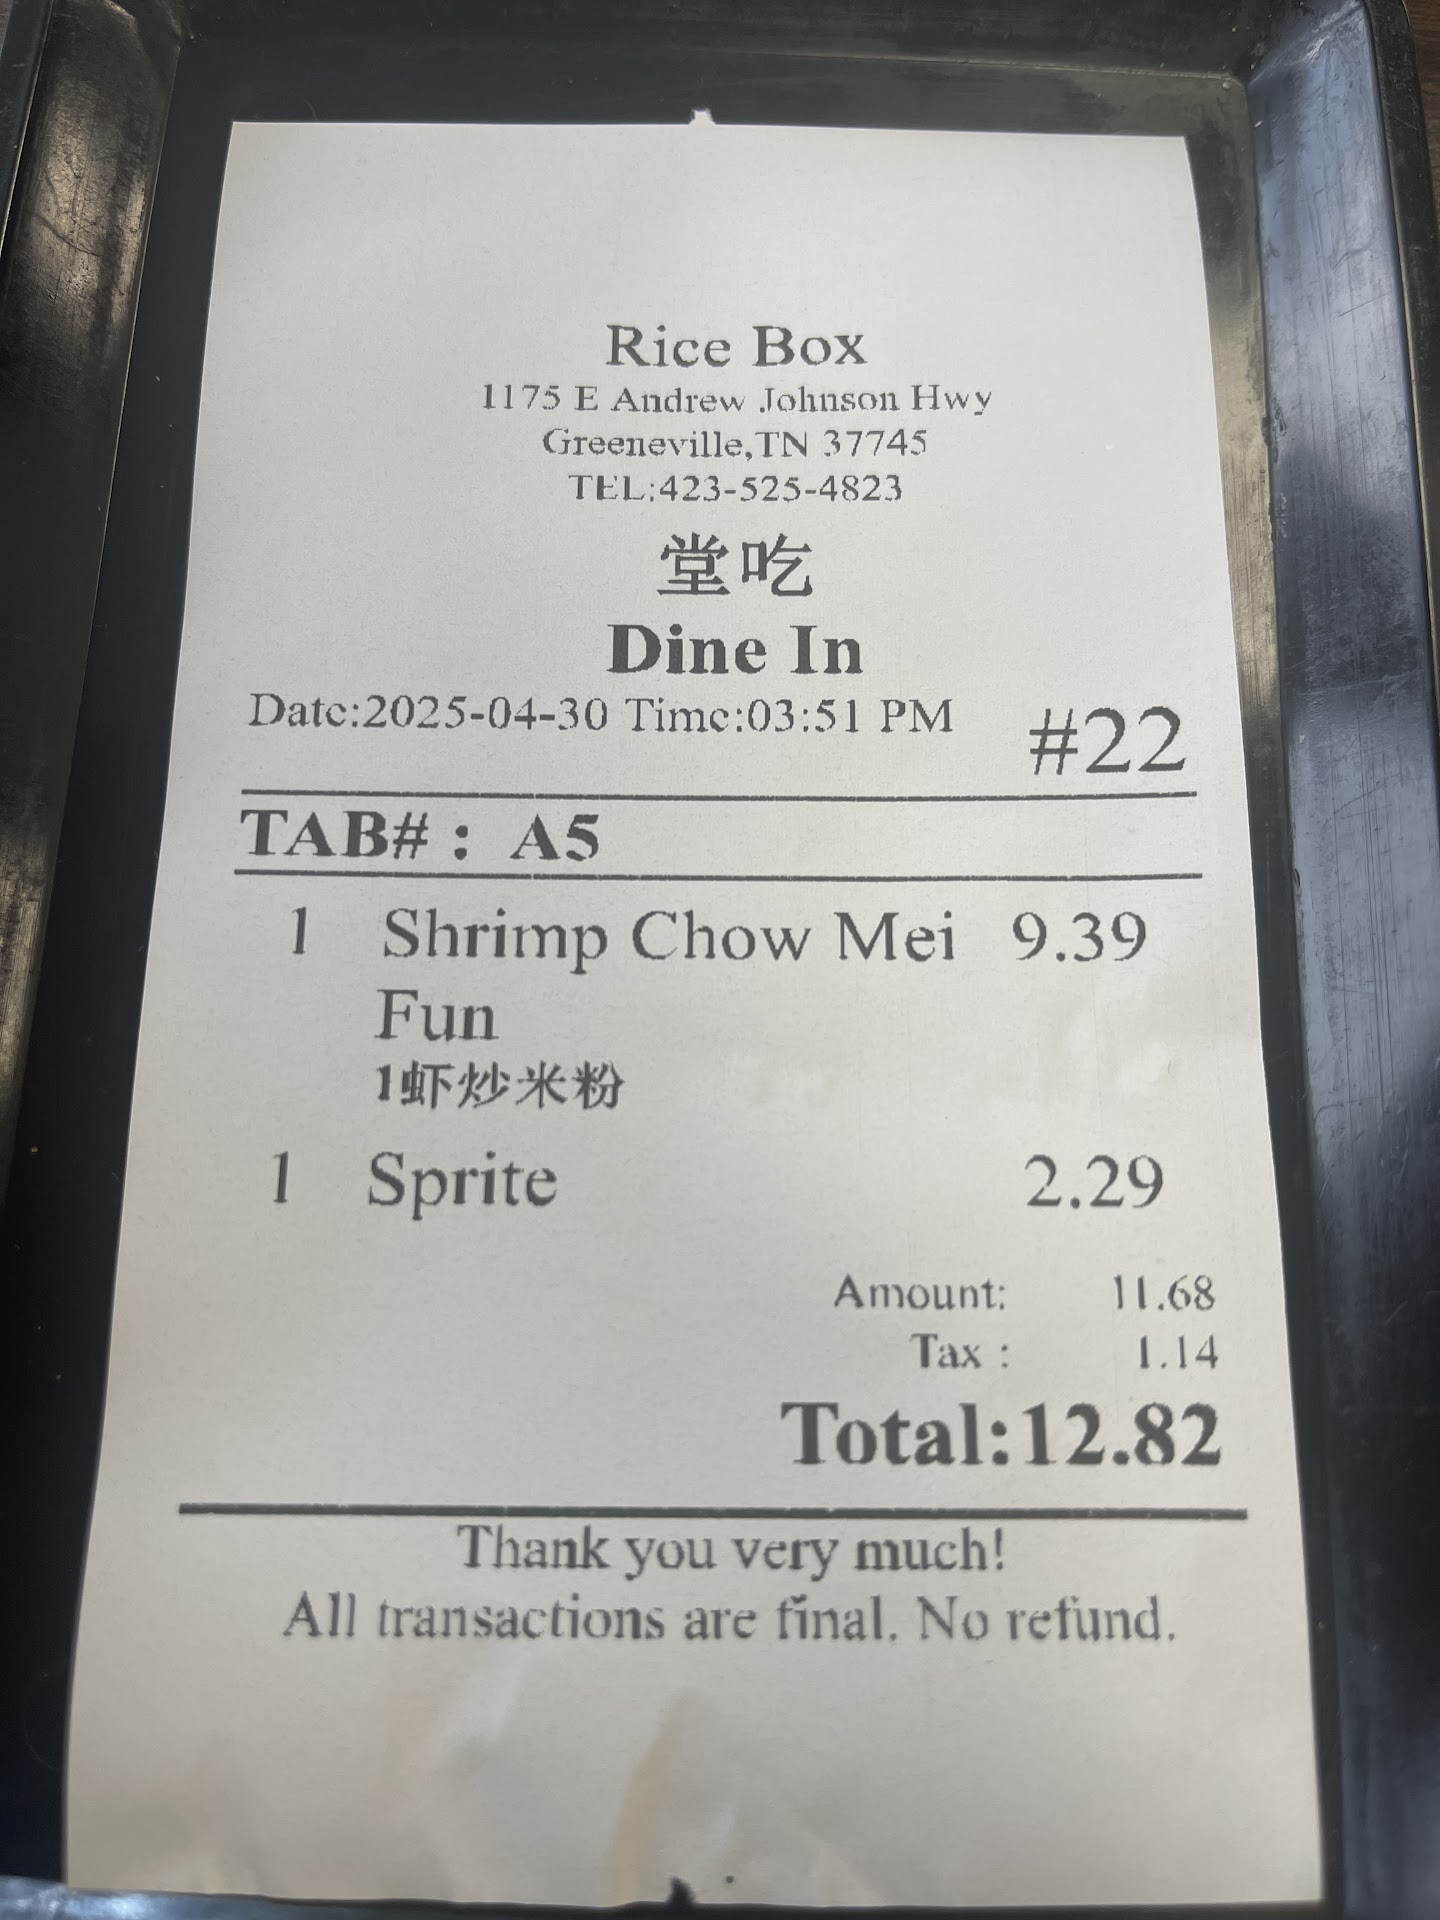 Rice Box
1175 E Andrew Johnson Hwy
Greeneville,TN 37745
TEL:423-525-4823
堂吃
Dine In
Date:2025-04-30 Time:03:51 PM #22
TAB# : A5
1 Shrimp Chow Mei 9.39
Fun
1虾炒米粉
1 Sprite 2.29
Amount: 11.68
Tax : 1.14
Total:12.82
Thank you very much!
All transactions are final. No refund.